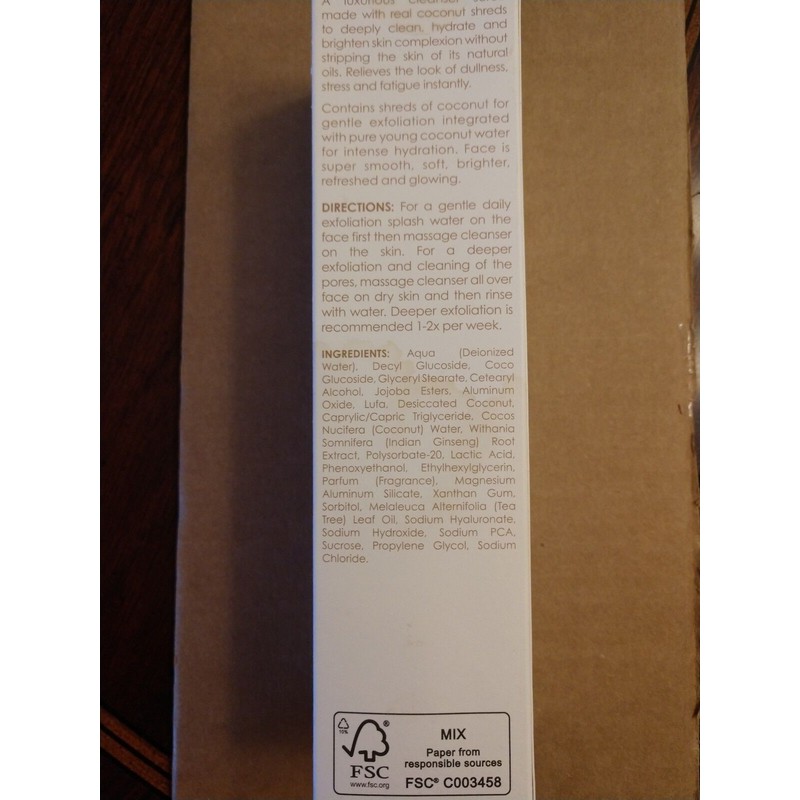 A luxurious cleanser
made with real coconut shreds
to deeply clean, hydrate and
brighten skin complexion without
stripping the skin of its natural
oils. Relieves the look of dullness,
stress and fatigue instantly.
Contains shreds of coconut for
gentle exfoliation integrated
with pure young coconut water
for intense hydration. Face is
super smooth, soft, brighter,
refreshed and glowing.
DIRECTIONS: For a gentle daily
exfoliation splash water on the
face first then massage cleanser
on the skin. For a deeper
exfoliation and cleaning of the
pores, massage cleanser all over
face on dry skin and then rinse
with water. Deeper exfoliation is
recommended 1-2x per week.
INGREDIENTS: Aqua (Deionized
Water), Decyl Glucoside, Coco
Glucoside, Glyceryl Stearate, Cetearyl
Alcohol, Jojoba Esters, Aluminum
Oxide, Lufa, Desiccated Coconut,
Caprylic/Capric Triglyceride, Cocos
Nucifera (Coconut) Water, Withania
Somnifera (Indian Ginseng) Root
Extract, Polysorbate-20, Lactic Acid,
Phenoxyethanol, Ethylhexylglycerin,
Parfum (Fragrance), Magnesium
Aluminum Silicate, Xanthan Gum,
Sorbitol, Melaleuca Alternifolia (Tea
Tree) Leaf Oil, Sodium Hyaluronate,
Sodium Hydroxide, Sodium PCA,
Sucrose, Propylene Glycol, Sodium
Chloride.
®
FSC
www.fsc.org
MIX
Paper from
responsible sources
FSC® C003458